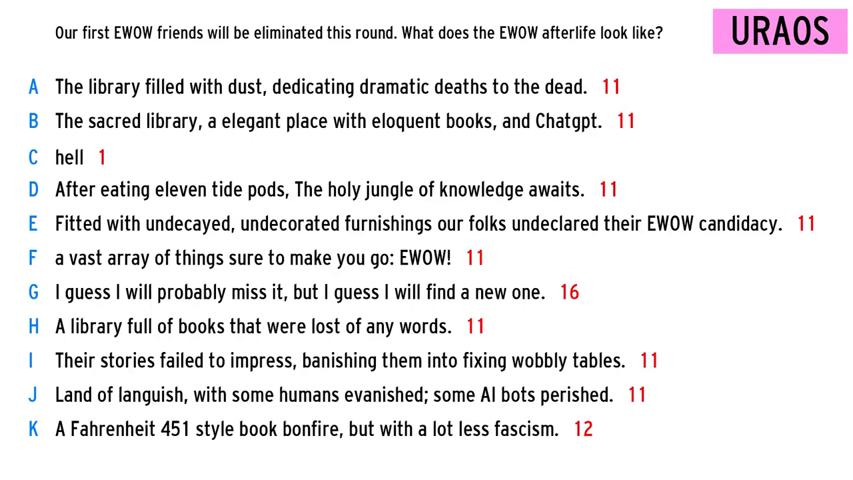 Our first EWOW friends will be eliminated this round. What does the EWOW afterlife look like?
URAOS
A The library filled with dust, dedicating dramatic deaths to the dead. 11
B The sacred library, a elegant place with eloquent books, and Chatgpt. 11
C hell 1
D After eating eleven tide pods, The holy jungle of knowledge awaits. 11
E Fitted with undecayed, undecorated furnishings our folks undeclared their EWOW candidacy. 11
F a vast array of things sure to make you go: EWOW! 11
G I guess I will probably miss it, but I guess I will find a new one. 16
H A library full of books that were lost of any words. 11
I Their stories failed to impress, banishing them into fixing wobbly tables. 11
J Land of languish, with some humans evanished; some AI bots perished. 11
K A Fahrenheit 451 style book bonfire, but with a lot less fascism. 12